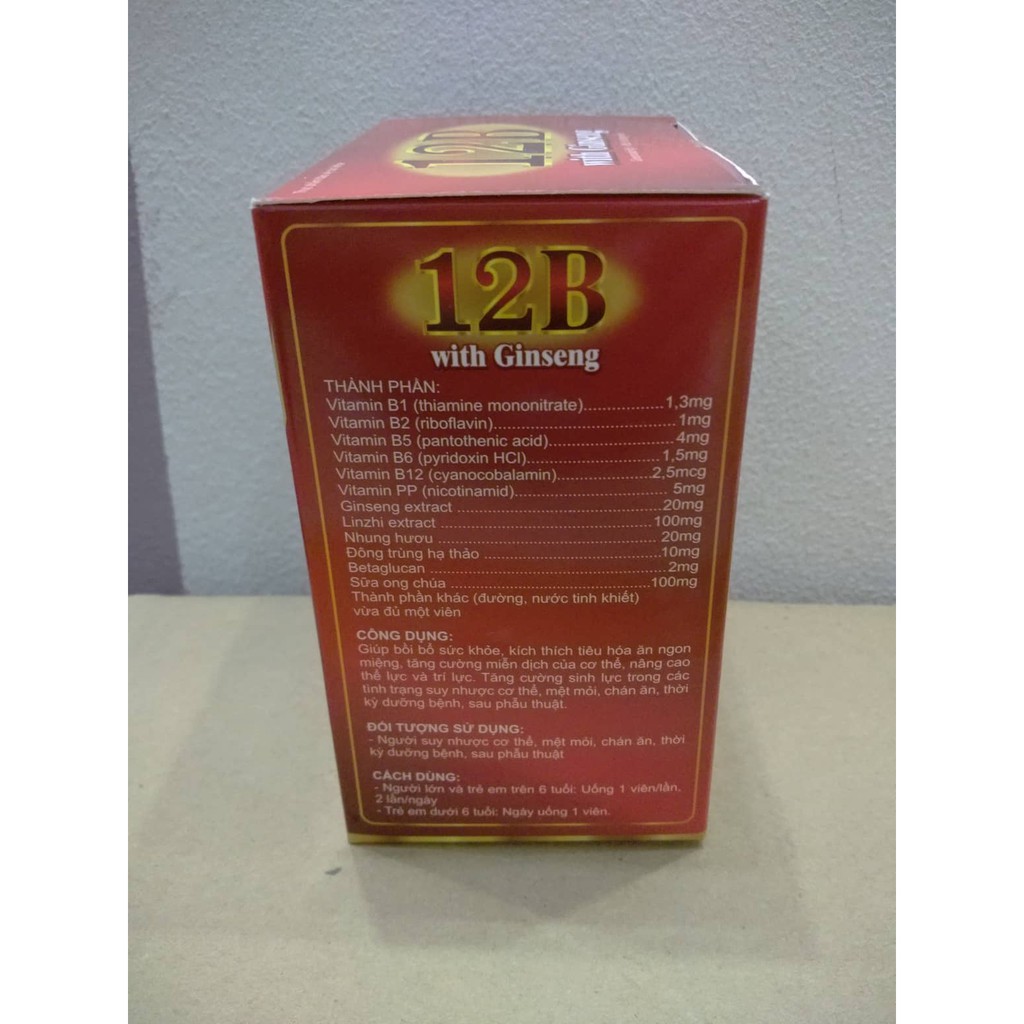 12B
with Ginseng
12B
with Ginseng
THÀNH PHẦN:
Vitamin B1 (thiamine mononitrate).................1,3mg
Vitamin B2 (riboflavin).......................................1mg
Vitamin B5 (pantothenic acid)...........................4mg
Vitamin B6 (pyridoxin HCl)............................1,5mg
Vitamin B12 (cyanocobalamin)....................2,5mcg
Vitamin PP (nicotinamid)................................ 5mg
Ginseng extract ............................................20mg
Linzhi extract .............................................100mg
Nhung hươu ................................................ 20mg
Đông trùng hạ thảo ......................................10mg
Betaglucan .....................................................2mg
Sữa ong chúa ...........................................100mg
Thành phần khác (đường, nước tinh khiết)
vừa đủ một viên
CÔNG DỤNG:
Giúp bồi bổ sức khỏe, kích thích tiêu hóa ăn ngon
miệng, tăng cường miễn dịch của cơ thể, nâng cao
thể lực và trí lực. Tăng cường sinh lực trong các
tình trạng suy nhược cơ thể, mệt mỏi, chán ăn, thời
kỳ dưỡng bệnh, sau phẫu thuật.
ĐỐI TƯỢNG SỬ DỤNG:
- Người suy nhược cơ thể, mệt mỏi, chán ăn, thời
kỳ dưỡng bệnh, sau phẫu thuật
CÁCH DÙNG:
- Người lớn và trẻ em trên 6 tuổi: Uống 1 viên/lần,
2 lần/ngày
- Trẻ em dưới 6 tuổi: Ngày uống 1 viên.